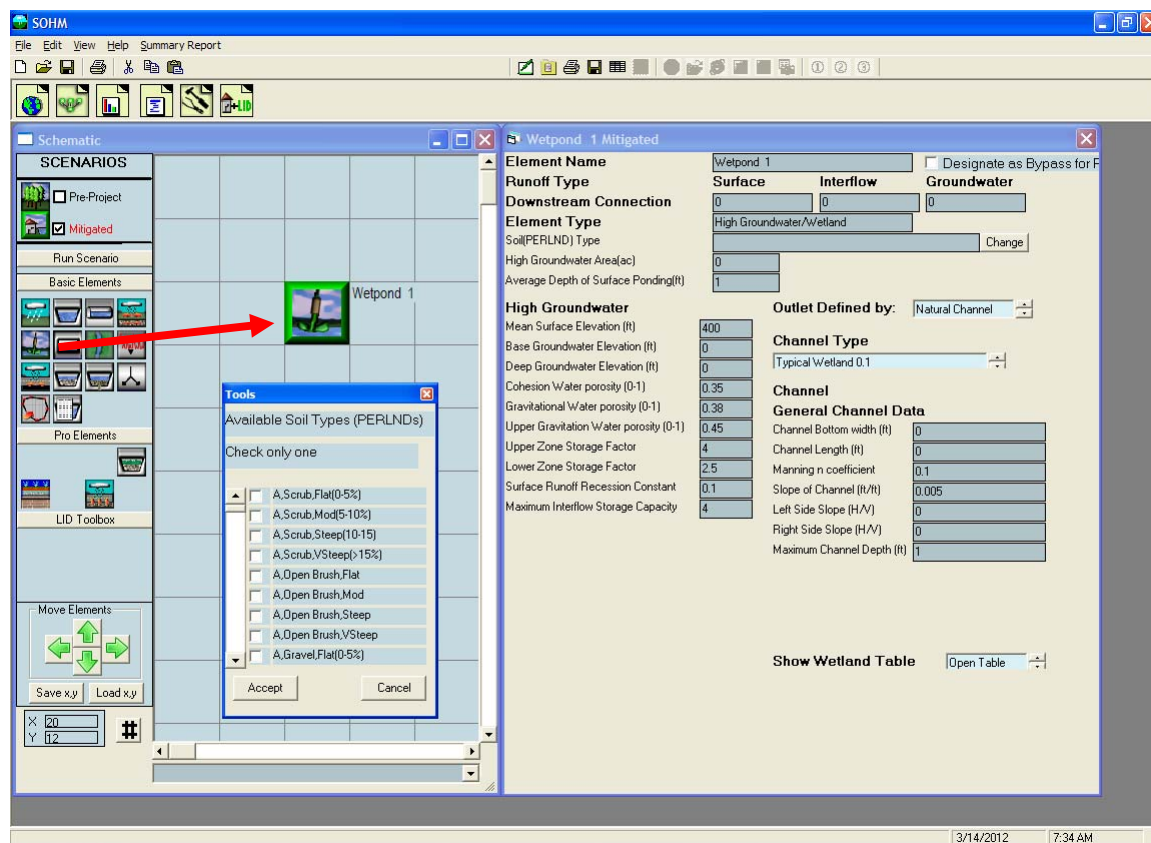 SOHM
File Edit View Help Summary Report
+LID
Schematic
SCENARIOS
Pre-Project
Mitigated
Run Scenario
Basic Elements
Pro Elements
LID Toolbox
Move Elements
Save x,y Load x,y
X 20
Y 12
Wetpond 1
Tools
Available Soil Types (PERLNDs)
Check only one
A,Scrub,Flat(0-5%)
A,Scrub,Mod(5-10%)
A,Scrub,Steep(10-15)
A,Scrub,VSteep(>15%)
A,Open Brush,Flat
A,Open Brush,Mod
A,Open Brush,Steep
A,Open Brush,VSteep
A,Gravel,Flat(0-5%)
Accept Cancel
Wetpond 1 Mitigated
Element Name Wetpond 1 Designate as Bypass for F
Runoff Type Surface Interflow Groundwater
Downstream Connection 0 0 0
Element Type High Groundwater/Wetland
Soil(PERLND) Type Change
High Groundwater Area(ac) 0
Average Depth of Surface Ponding(ft) 1
High Groundwater
Mean Surface Elevation (ft) 400
Base Groundwater Elevation (ft) 0
Deep Groundwater Elevation (ft) 0
Cohesion Water porosity (0-1) 0.35
Gravitational Water porosity (0-1) 0.38
Upper Gravitation Water porosity (0-1) 0.45
Upper Zone Storage Factor 4
Lower Zone Storage Factor 2.5
Surface Runoff Recession Constant 0.1
Maximum Interflow Storage Capacity 4
Outlet Defined by: Natural Channel
Channel Type
Typical Wetland 0.1
Channel
General Channel Data
Channel Bottom width (ft) 0
Channel Length (ft) 0
Manning n coefficient 0.1
Slope of Channel (ft/ft) 0.005
Left Side Slope (H/V) 0
Right Side Slope (H/V) 0
Maximum Channel Depth (ft) 1
Show Wetland Table Open Table
3/14/2012 7:34 AM